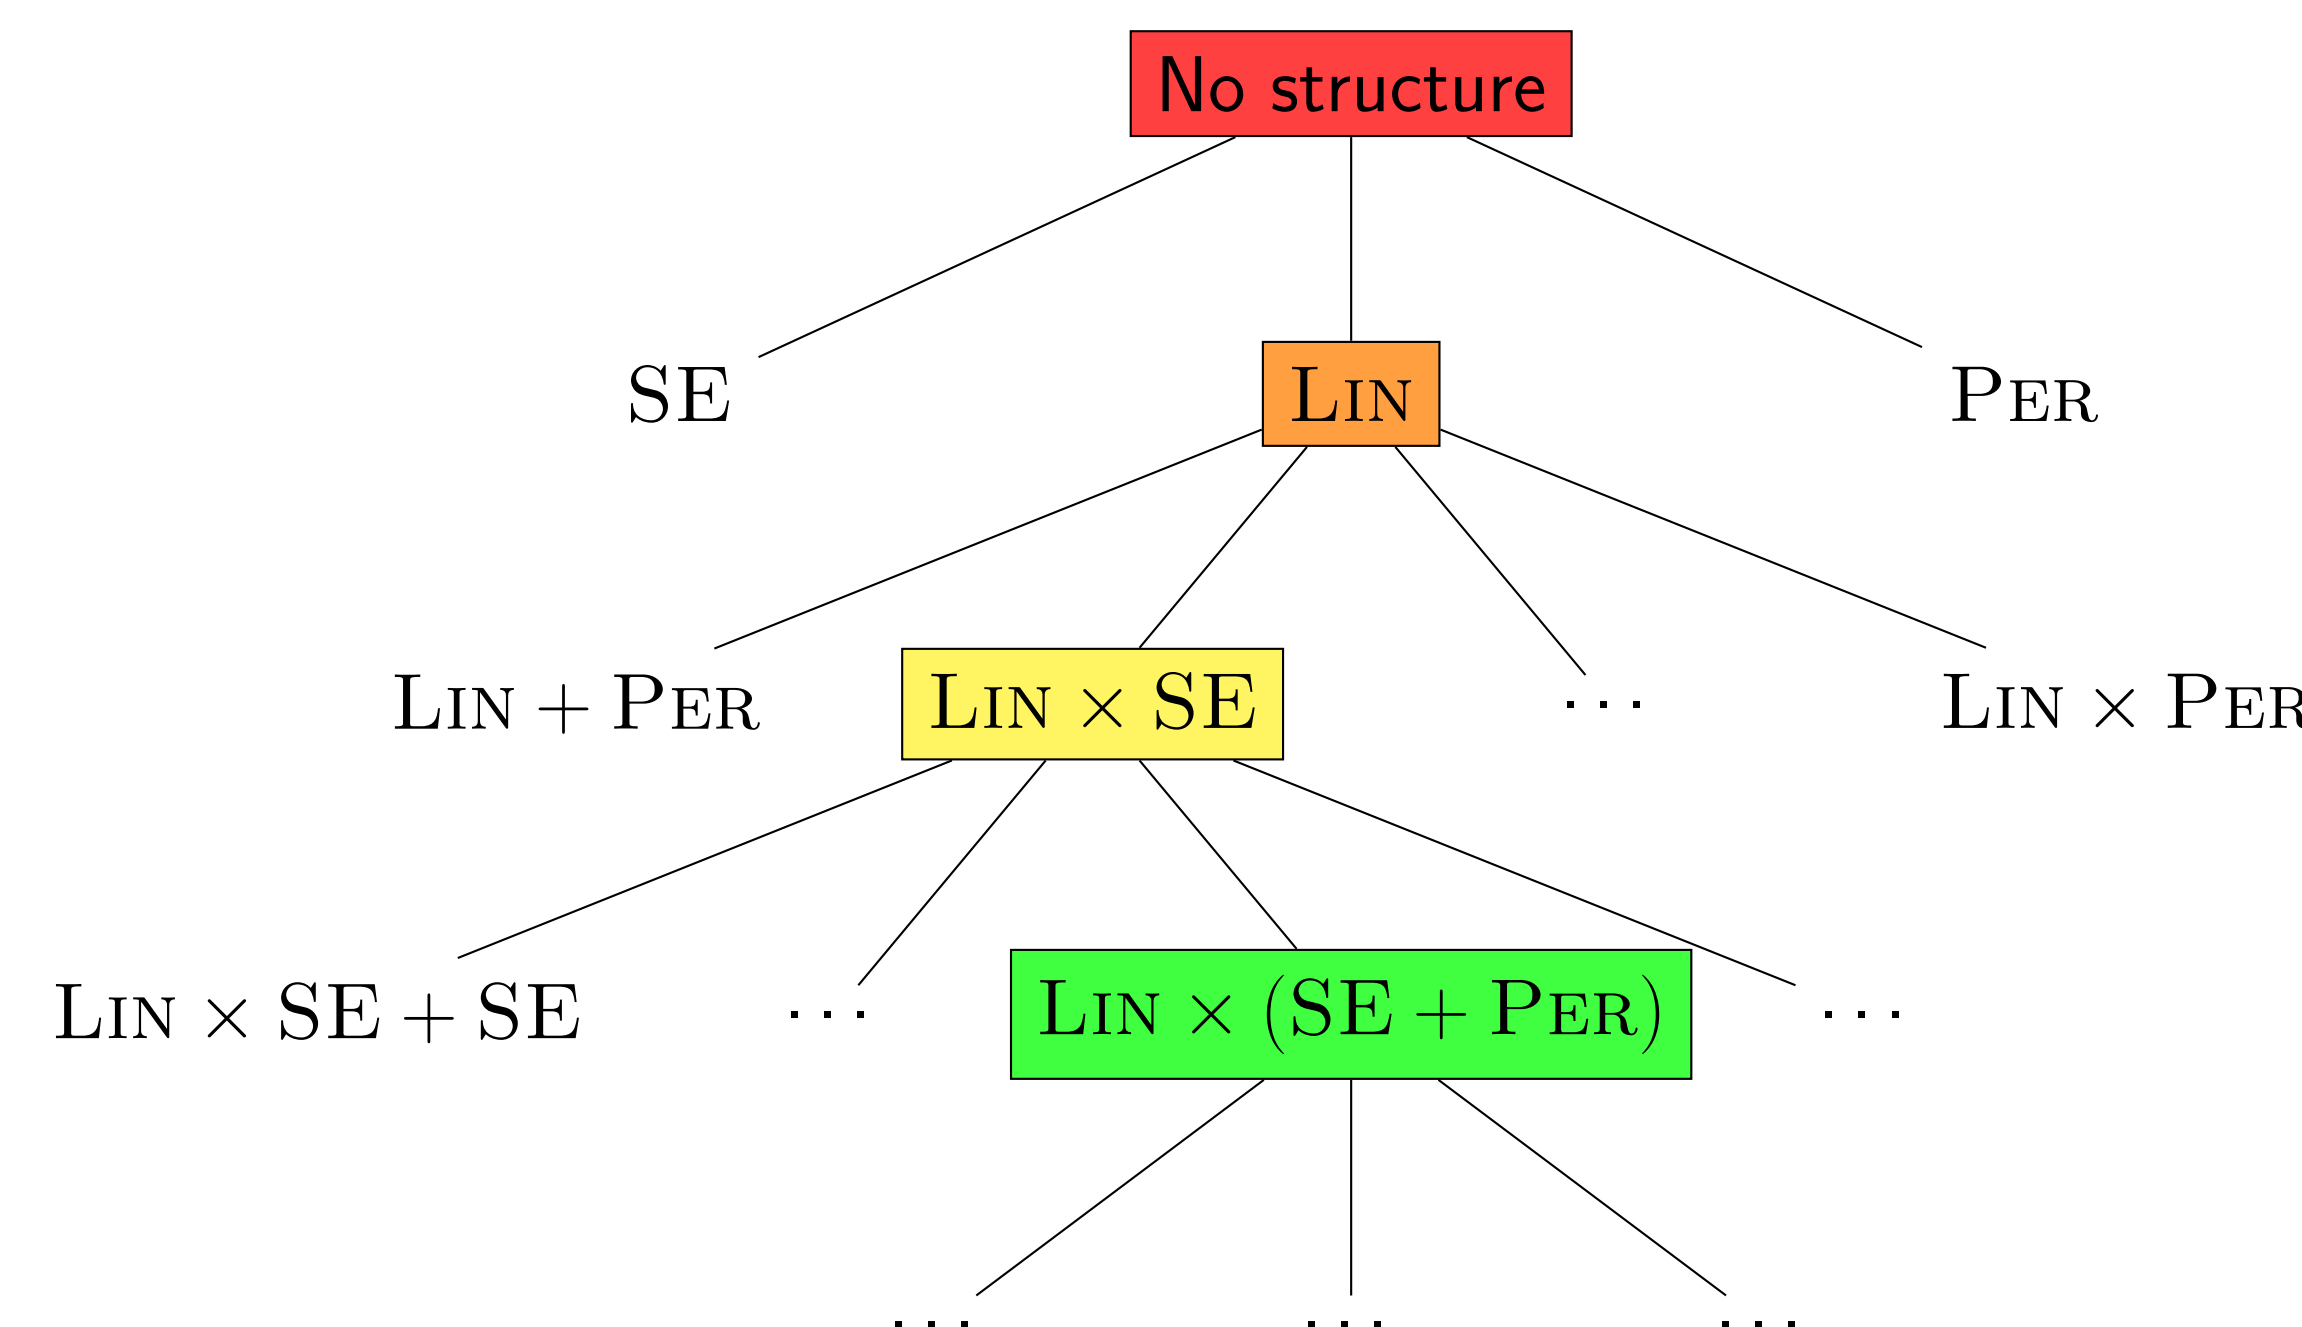 No structure
SE Lin Per
Lin + Per Lin × SE ... Lin × Per
Lin × SE + SE ... Lin × (SE + Per) ...
... ... ...